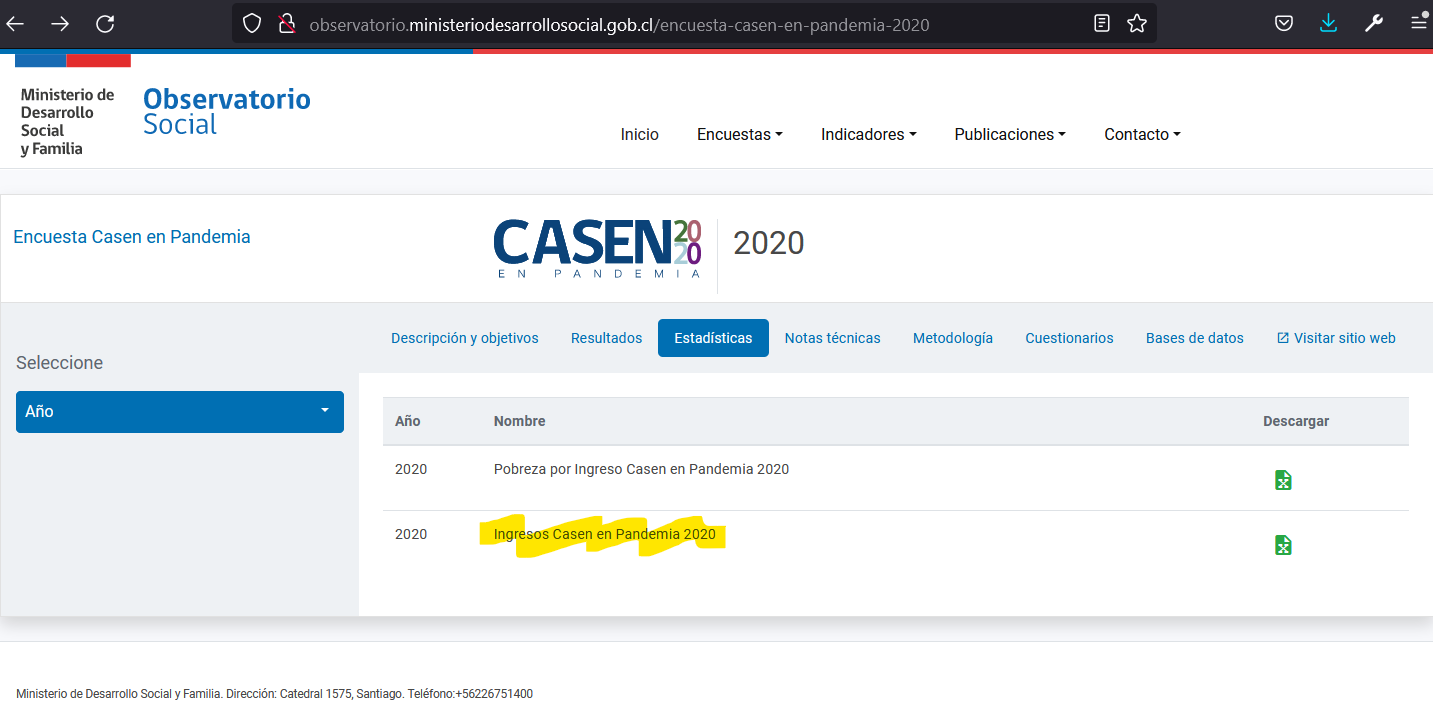 observatorio.ministeriodesarrollosocial.gob.cl/encuesta-casen-en-pandemia-2020
Ministerio de
Desarrollo
Social
y Familia
Observatorio
Social
Inicio
Encuestas
Indicadores
Publicaciones
Contacto
Encuesta Casen en Pandemia
CASEN 2020
EN PANDEMIA
2020
Seleccione
Año
Descripción y objetivos
Resultados
Estadísticas
Notas técnicas
Metodología
Cuestionarios
Bases de datos
Visitar sitio web
Año Nombre Descargar
2020 Pobreza por Ingreso Casen en Pandemia 2020
2020 Ingresos Casen en Pandemia 2020
Ministerio de Desarrollo Social y Familia. Dirección: Catedral 1575, Santiago. Teléfono:+56226751400